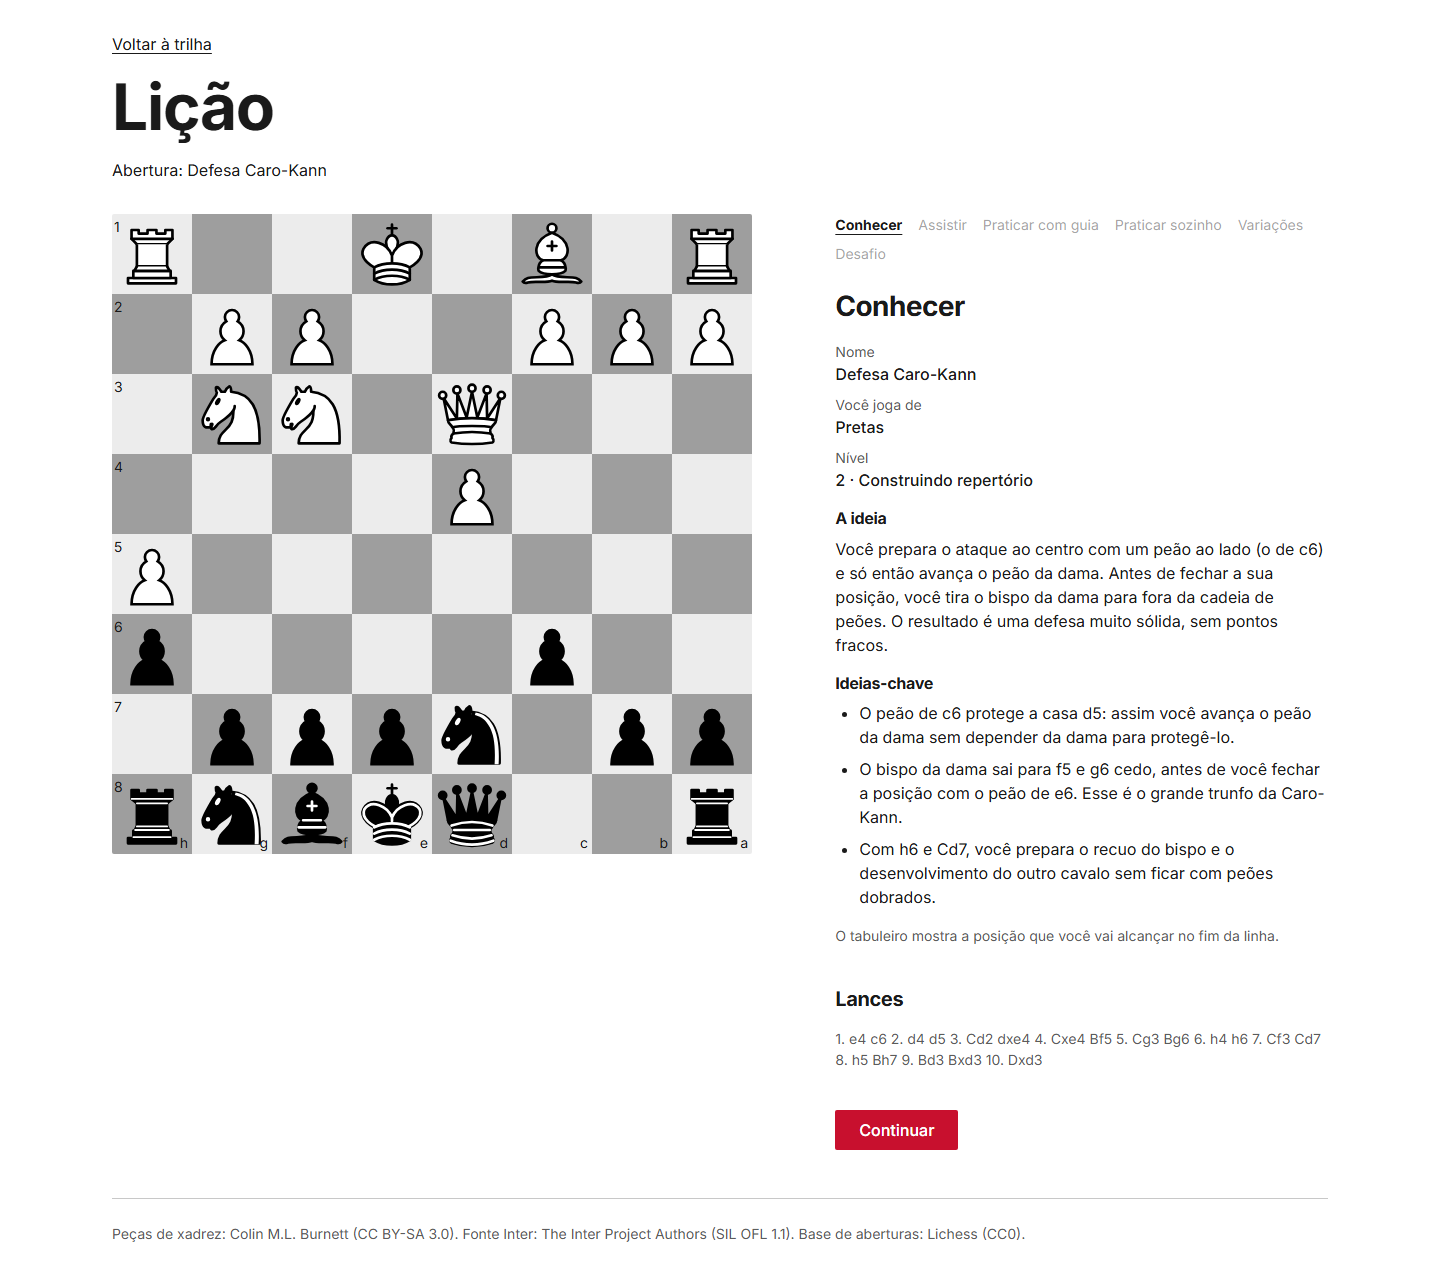 Voltar à trilha
Lição
Abertura: Defesa Caro-Kann
1
2
3
4
5
6
7
8
h
g
f
e
d
c
b
a
Conhecer Assistir Praticar com guia Praticar sozinho Variações
Desafio
Conhecer
Nome
Defesa Caro-Kann
Você joga de
Pretas
Nível
2 · Construindo repertório
A ideia
Você prepara o ataque ao centro com um peão ao lado (o de c6)
e só então avança o peão da dama. Antes de fechar a sua
posição, você tira o bispo da dama para fora da cadeia de
peões. O resultado é uma defesa muito sólida, sem pontos
fracos.
Ideias-chave
• O peão de c6 protege a casa d5: assim você avança o peão
da dama sem depender da dama para protegê-lo.
• O bispo da dama sai para f5 e g6 cedo, antes de você fechar
a posição com o peão de e6. Esse é o grande trunfo da Caro-
Kann.
• Com h6 e Cd7, você prepara o recuo do bispo e o
desenvolvimento do outro cavalo sem ficar com peões
dobrados.
O tabuleiro mostra a posição que você vai alcançar no fim da linha.
Lances
1. e4 c6 2. d4 d5 3. Cd2 dxe4 4. Cxe4 Bf5 5. Cg3 Bg6 6. h4 h6 7. Cf3 Cd7
8. h5 Bh7 9. Bd3 Bxd3 10. Dxd3
Continuar
Peças de xadrez: Colin M.L. Burnett (CC BY-SA 3.0). Fonte Inter: The Inter Project Authors (SIL OFL 1.1). Base de aberturas: Lichess (CC0).